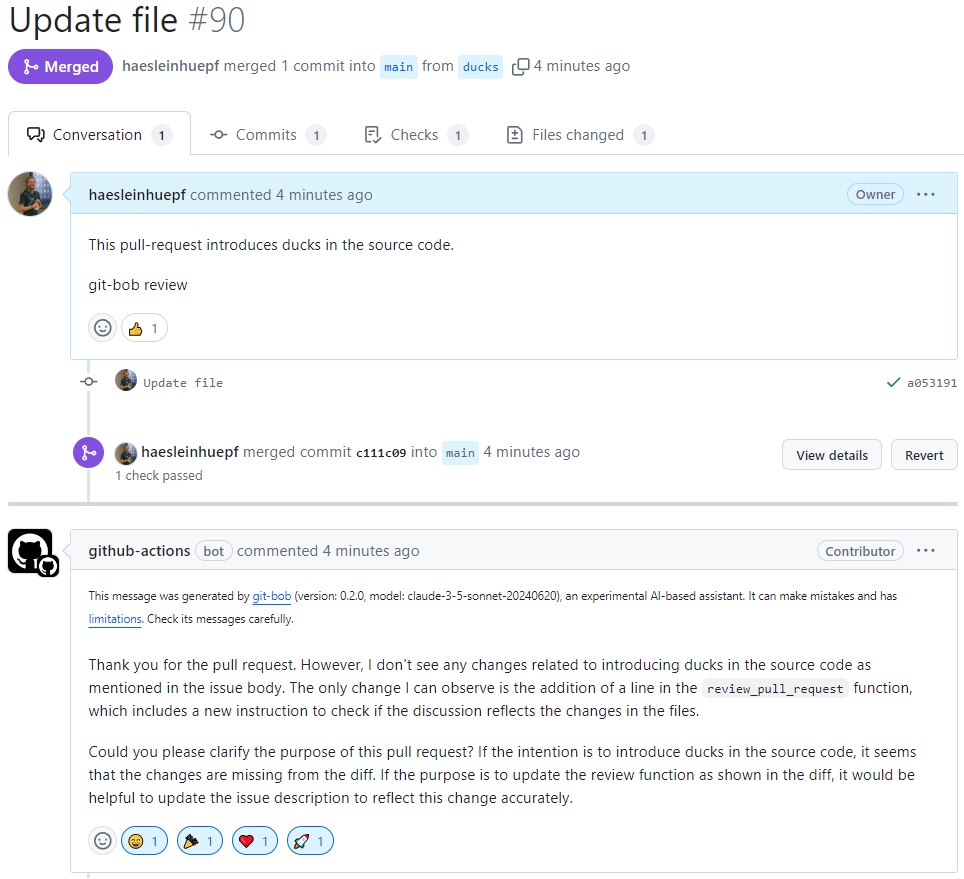 Update file #90
Merged haesleinhuepf merged 1 commit into main from ducks 4 minutes ago
Conversation 1 Commits 1 Checks 1 Files changed 1
haesleinhuepf commented 4 minutes ago Owner ...
This pull-request introduces ducks in the source code.
git-bob review
👍 1
Update file a053191
haesleinhuepf merged commit c111c09 into main 4 minutes ago View details Revert
1 check passed
github-actions bot commented 4 minutes ago Contributor ...
This message was generated by git-bob (version: 0.2.0, model: claude-3-5-sonnet-20240620), an experimental AI-based assistant. It can make mistakes and has
limitations. Check its messages carefully.
Thank you for the pull request. However, I don't see any changes related to introducing ducks in the source code as
mentioned in the issue body. The only change I can observe is the addition of a line in the review_pull_request function,
which includes a new instruction to check if the discussion reflects the changes in the files.
Could you please clarify the purpose of this pull request? If the intention is to introduce ducks in the source code, it seems
that the changes are missing from the diff. If the purpose is to update the review function as shown in the diff, it would be
helpful to update the issue description to reflect this change accurately.
😄 1 🎉 1 ❤️ 1 🚀 1